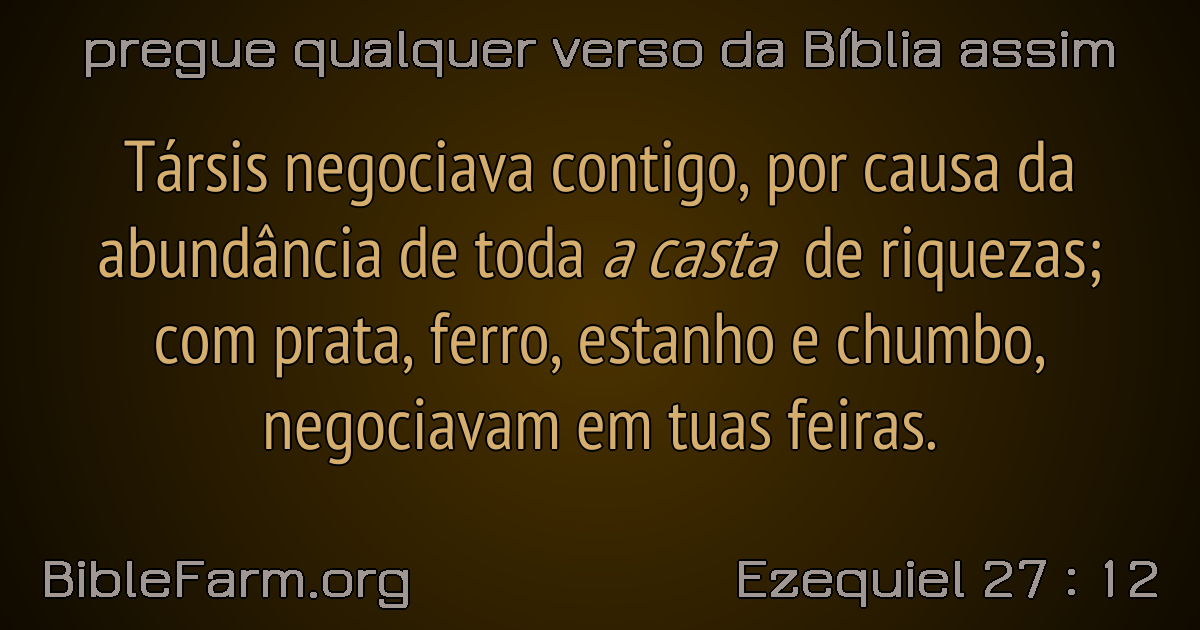 pregue qualquer verso da Bíblia assim
Társis negociava contigo, por causa da
abundância de toda a casta de riquezas;
com prata, ferro, estanho e chumbo,
negociavam em tuas feiras.
BibleFarm.org
Ezequiel 27 : 12